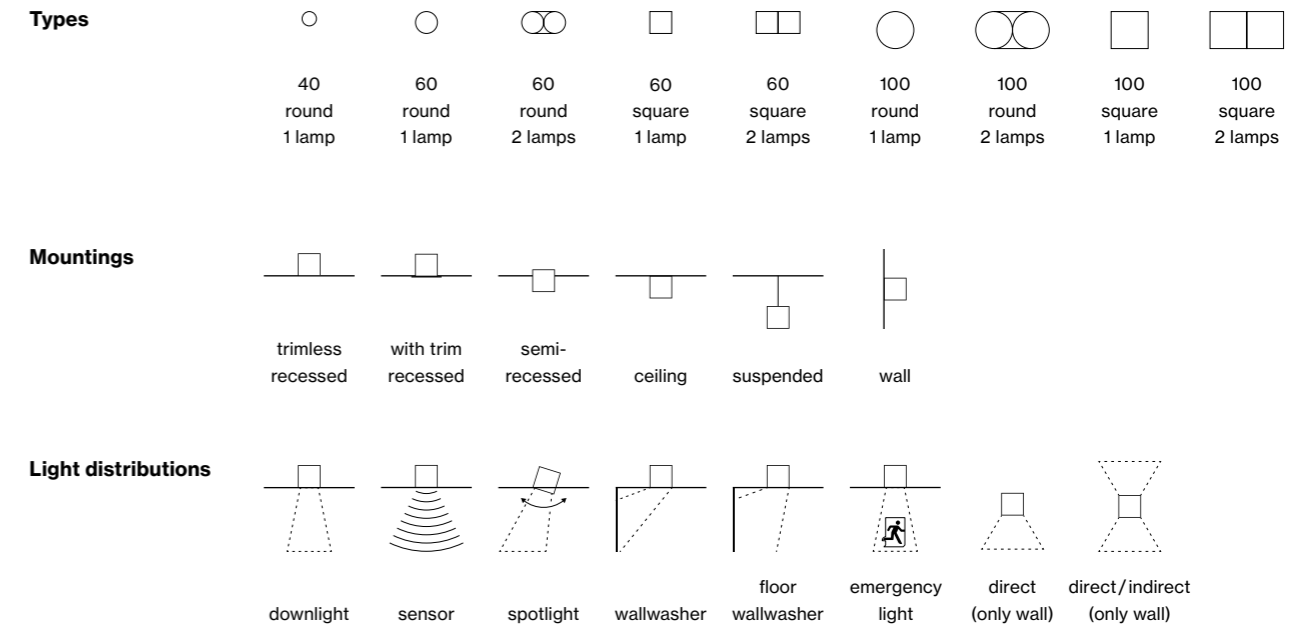 Types
40
round
1 lamp
60
round
1 lamp
60
round
2 lamps
60
square
1 lamp
60
square
2 lamps
100
round
1 lamp
100
round
2 lamps
100
square
1 lamp
100
square
2 lamps
Mountings
trimless
recessed
with trim
recessed
semi-
recessed
ceiling
suspended
wall
Light distributions
downlight
sensor
spotlight
wallwasher
floor
wallwasher
emergency
light
direct
(only wall)
direct/indirect
(only wall)